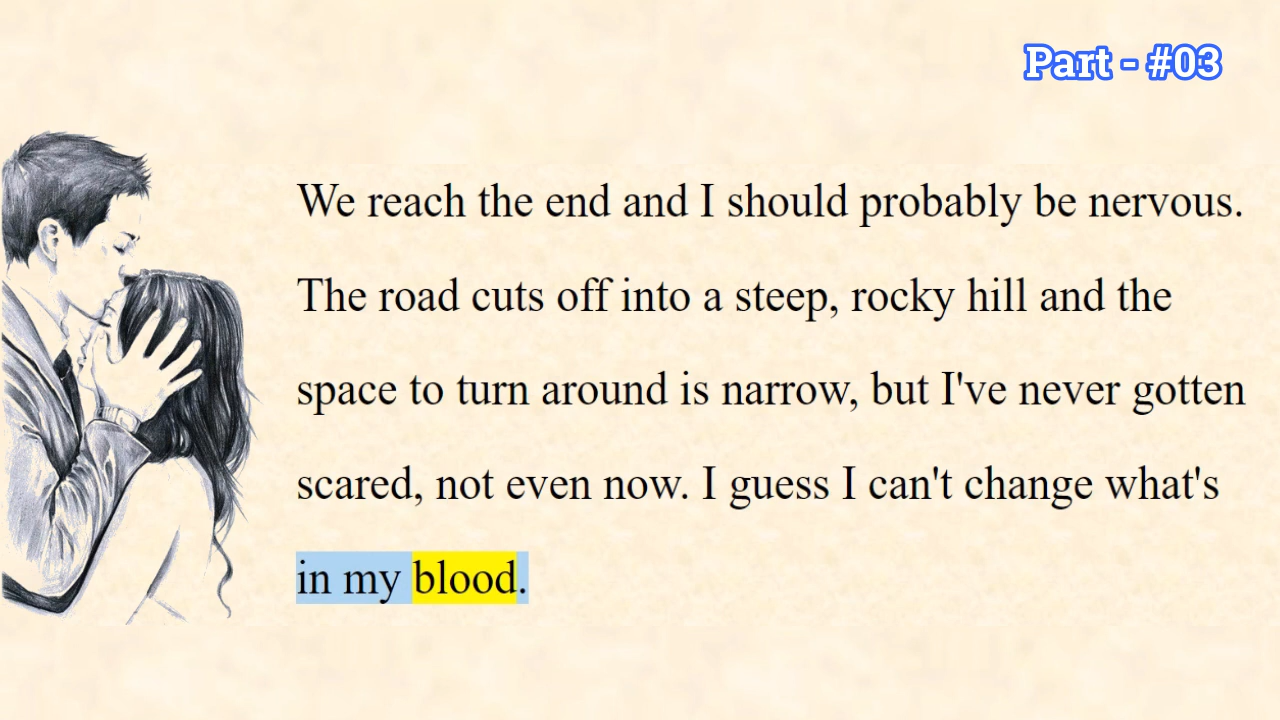 Part - #03
We reach the end and I should probably be nervous.
The road cuts off into a steep, rocky hill and the
space to turn around is narrow, but I've never gotten
scared, not even now. I guess I can't change what's
in my blood.